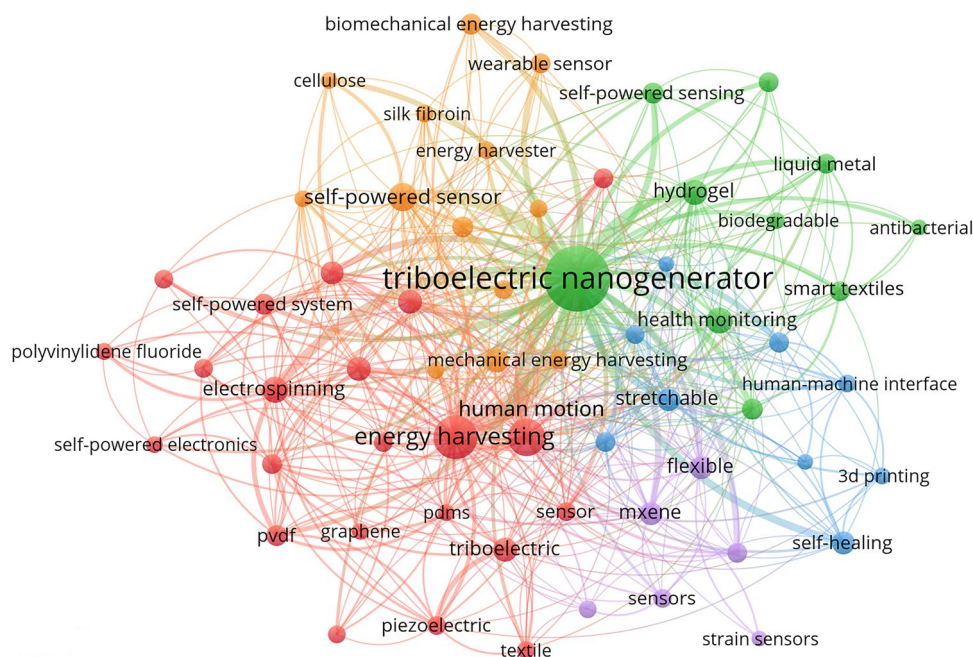 biomechanical energy harvesting
wearable sensor
cellulose
self-powered sensing
silk fibroin
energy harvester
liquid metal
hydrogel
self-powered sensor
biodegradable
antibacterial
triboelectric nanogenerator
smart textiles
self-powered system
health monitoring
polyvinylidene fluoride
mechanical energy harvesting
human-machine interface
electrospinning
stretchable
human motion
energy harvesting
self-powered electronics
flexible
3d printing
pdms
sensor
mxene
graphene
pvdf
self-healing
triboelectric
sensors
piezoelectric
strain sensors
textile